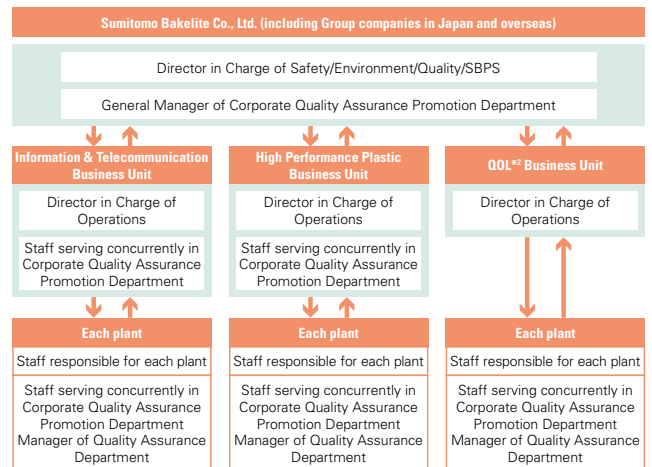 Sumitomo Bakelite Co., Ltd. (including Group companies in Japan and overseas)
Director in Charge of Safety/Environment/Quality/SBPS
General Manager of Corporate Quality Assurance Promotion Department
Information & Telecommunication
Business Unit
Director in Charge of
Operations
Staff serving concurrently in
Corporate Quality Assurance
Promotion Department
High Performance Plastic
Business Unit
Director in Charge of
Operations
Staff serving concurrently in
Corporate Quality Assurance
Promotion Department
QOL*2 Business Unit
Director in Charge of
Operations
Each plant
Staff responsible for each plant
Staff serving concurrently in
Corporate Quality Assurance
Promotion Department
Manager of Quality Assurance
Department
Each plant
Staff responsible for each plant
Staff serving concurrently in
Corporate Quality Assurance
Promotion Department
Manager of Quality Assurance
Department
Each plant
Staff responsible for each plant
Staff serving concurrently in
Corporate Quality Assurance
Promotion Department
Manager of Quality Assurance
Department